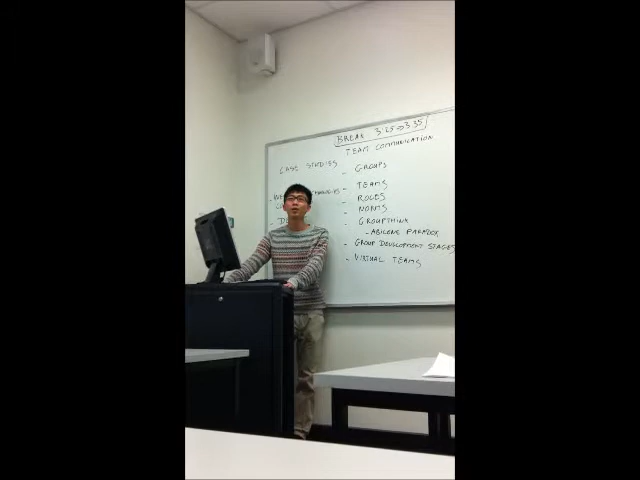 BREAK 3:25 → 3:35
TEAM COMMUNICATION
CASE STUDIES
- GROUPS
- TEAMS
- ROLES
- NORMS
- GROUPTHINK
- ABILENE PARADOX
- GROUP DEVELOPMENT STAGES
- VIRTUAL TEAMS